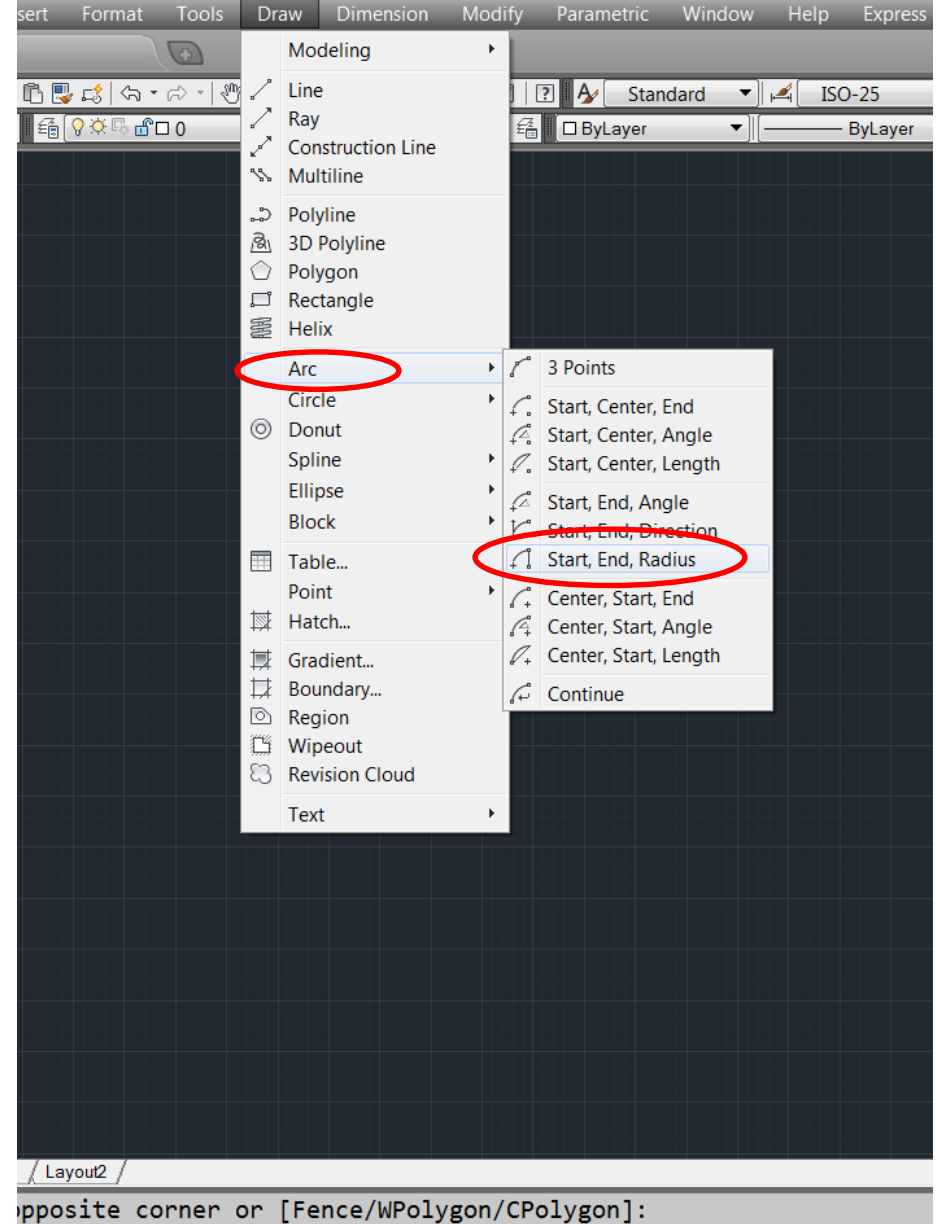 sert Format Tools Draw Dimension Modify Parametric Window Help Express
Standard ISO-25
0 ByLayer ByLayer
Modeling
Line
Ray
Construction Line
Multiline
Polyline
3D Polyline
Polygon
Rectangle
Helix
Arc
Circle
Donut
Spline
Ellipse
Block
Table...
Point
Hatch...
Gradient...
Boundary...
Region
Wipeout
Revision Cloud
Text
3 Points
Start, Center, End
Start, Center, Angle
Start, Center, Length
Start, End, Angle
Start, End, Direction
Start, End, Radius
Center, Start, End
Center, Start, Angle
Center, Start, Length
Continue
Layout2
opposite corner or [Fence/WPolygon/CPolygon]: